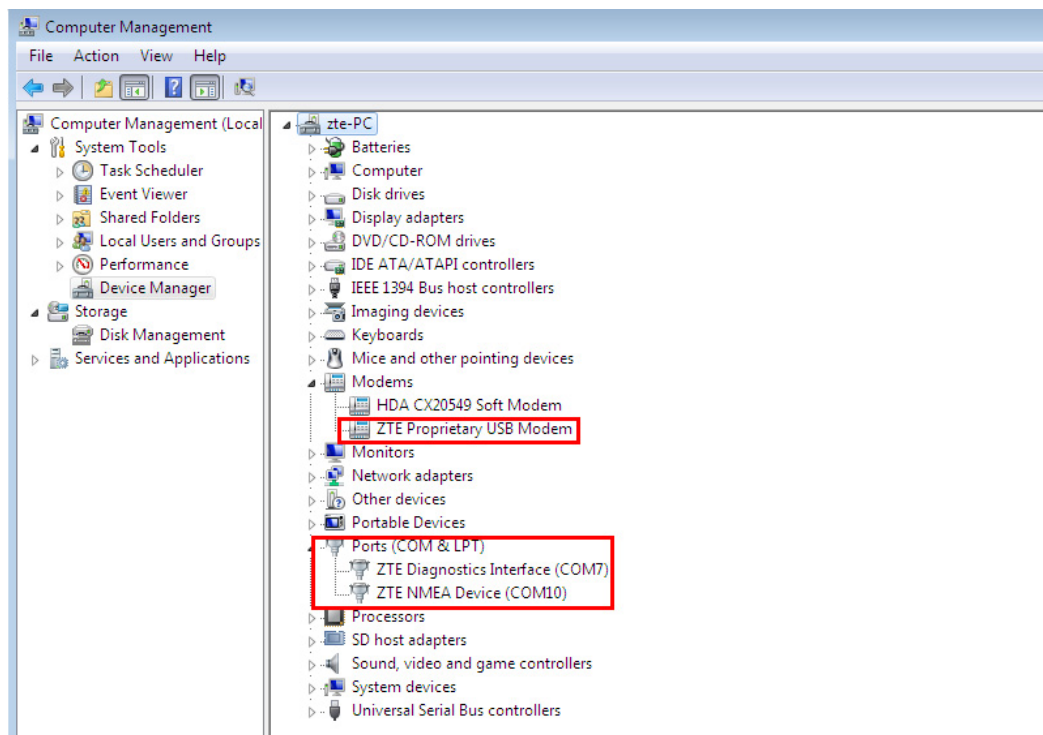 Computer Management
File Action View Help
Computer Management (Local
System Tools
Task Scheduler
Event Viewer
Shared Folders
Local Users and Groups
Performance
Device Manager
Storage
Disk Management
Services and Applications
zte-PC
Batteries
Computer
Disk drives
Display adapters
DVD/CD-ROM drives
IDE ATA/ATAPI controllers
IEEE 1394 Bus host controllers
Imaging devices
Keyboards
Mice and other pointing devices
Modems
HDA CX20549 Soft Modem
ZTE Proprietary USB Modem
Monitors
Network adapters
Other devices
Portable Devices
Ports (COM & LPT)
ZTE Diagnostics Interface (COM7)
ZTE NMEA Device (COM10)
Processors
SD host adapters
Sound, video and game controllers
System devices
Universal Serial Bus controllers